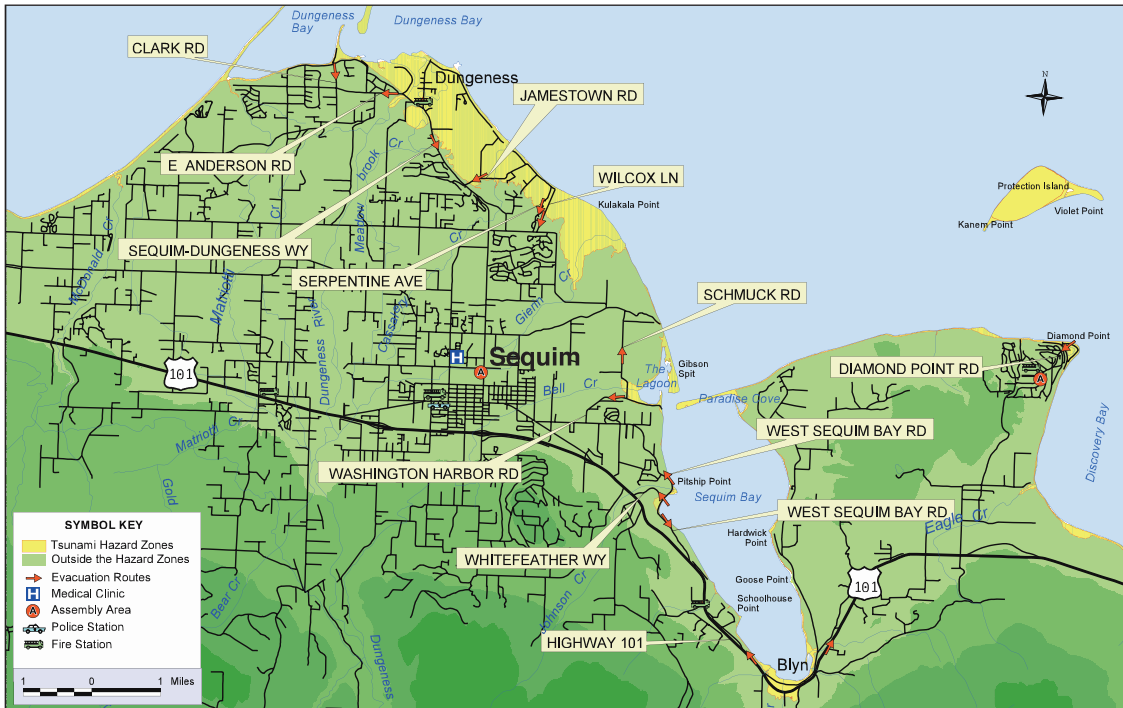 Dungeness
Bay
Dungeness Bay
CLARK RD
Dungeness
JAMESTOWN RD
N
E ANDERSON RD
brook Cr
WILCOX LN
Kulakala Point
Protection Island
Violet Point
Kanem Point
McDonald Cr
Cr
Matriotti
Meadow
Cr
SEQUIM-DUNGENESS WY
SERPENTINE AVE
Glenn Cr
SCHMUCK RD
Dungeness River
Cassalery
Diamond Point
101
H
Sequim
A
The
Lagoon
Gibson
Spit
DIAMOND POINT RD
A
Bell Cr
Paradise Cove
Matriotti Cr
WEST SEQUIM BAY RD
Discovery Bay
WASHINGTON HARBOR RD
Pitship Point
Sequim Bay
Gold
WEST SEQUIM BAY RD
Eagle Cr
Hardwick
Point
WHITEFEATHER WY
Goose Point
101
Schoolhouse
Point
Johnson Cr
Bear Cr
Dungeness
HIGHWAY 101
Blyn
SYMBOL KEY
Tsunami Hazard Zones
Outside the Hazard Zones
Evacuation Routes
H Medical Clinic
A Assembly Area
Police Station
Fire Station
1 0 1 Miles